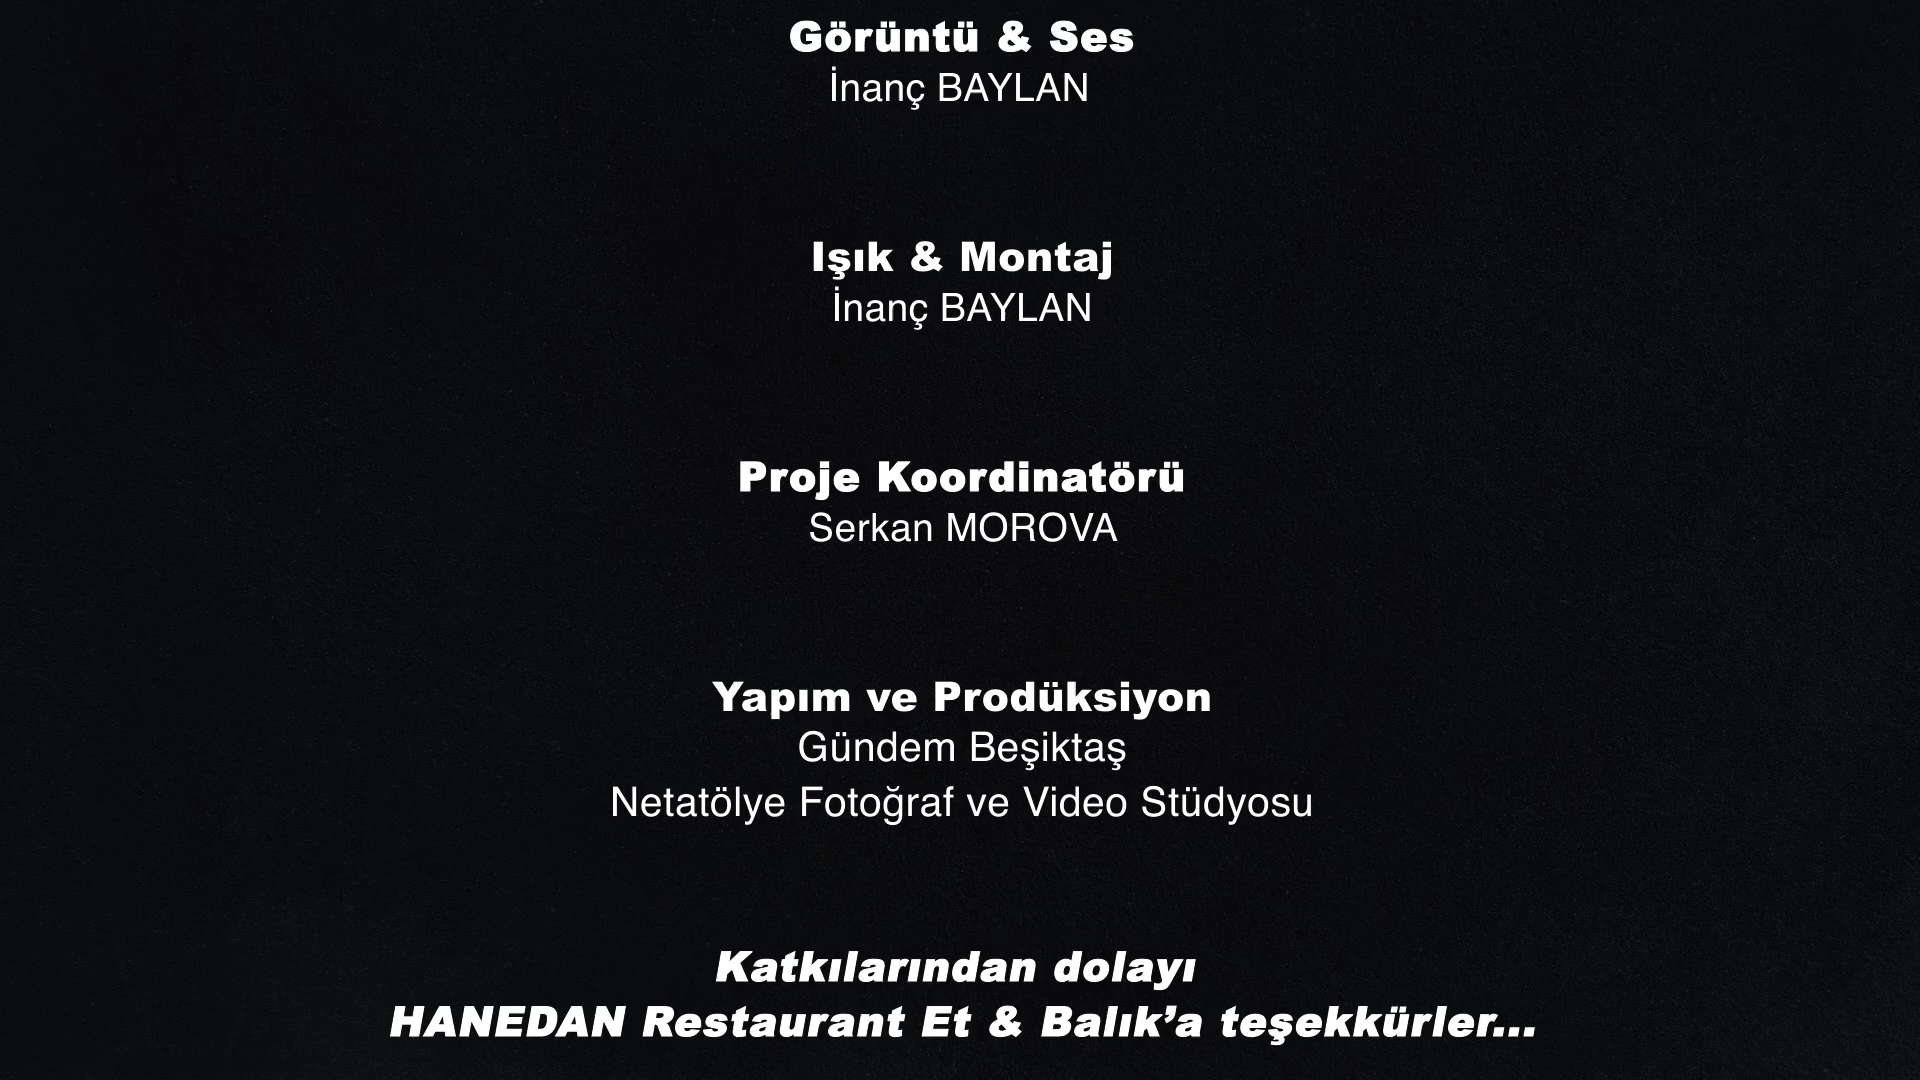 Görüntü & Ses
İnanç BAYLAN
Işık & Montaj
İnanç BAYLAN
Proje Koordinatörü
Serkan MOROVA
Yapım ve Prodüksiyon
Gündem Beşiktaş
Netatölye Fotoğraf ve Video Stüdyosu
Katkılarından dolayı
HANEDAN Restaurant Et & Balık’a teşekkürler...